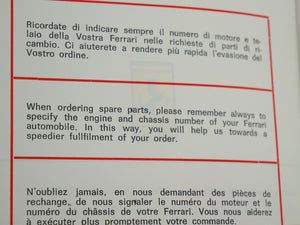 Ricordate di indicare sempre il numero di motore e te-
laio della Vostra Ferrari nelle richieste di parti di ri-
cambio. Ci aiuterete a rendere più rapida l'evasione del
Vostro ordine.
When ordering spare parts, please remember always to
specify the engine and chassis number of your Ferrari
automobile. In this way, you will help us towards a
speedier fullfilment of your order.
N'oubliez jamais, en nous demandant des pièces de
rechange, de nous signaler le numéro du moteur et le
numéro du châssis de votre Ferrari. Vous nous aiderez
à exécuter plus promptement votre commande.